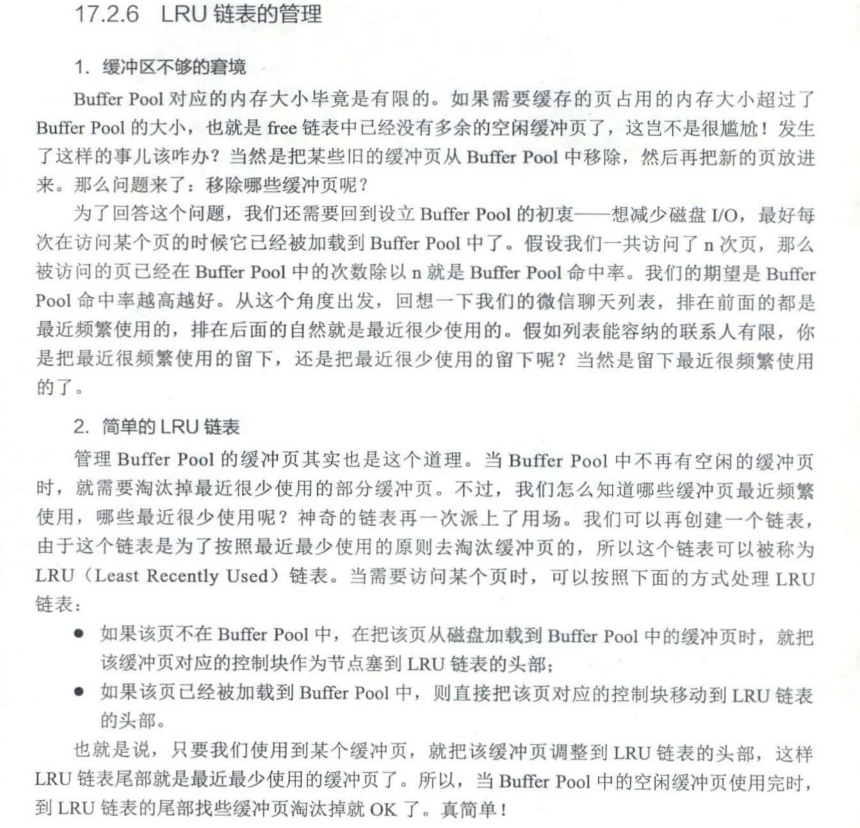 17.2.6 LRU 链表的管理
1. 缓冲区不够的窘境
Buffer Pool 对应的内存大小毕竟是有限的。如果需要缓存的页占用的内存大小超过了
Buffer Pool 的大小，也就是 free 链表中已经没有多余的空闲缓冲页了，这岂不是很尴尬！发生
了这样的事儿该咋办？当然是把某些旧的缓冲页从 Buffer Pool 中移除，然后再把新的页放进
来。那么问题来了：移除哪些缓冲页呢？
为了回答这个问题，我们还需要回到设立 Buffer Pool 的初衷——想减少磁盘 I/O，最好每
次在访问某个页的时候它已经被加载到 Buffer Pool 中了。假设我们一共访问了 n 次页，那么
被访问的页已经在 Buffer Pool 中的次数除以 n 就是 Buffer Pool 命中率。我们的期望是 Buffer
Pool 命中率越高越好。从这个角度出发，回想一下我们的微信聊天列表，排在前面的都是
最近频繁使用的，排在后面的自然就是最近很少使用的。假如列表能容纳的联系人有限，你
是把最近很频繁使用的留下，还是把最近很少使用的留下呢？当然是留下最近很频繁使用
的了。
2. 简单的 LRU 链表
管理 Buffer Pool 的缓冲页其实也是这个道理。当 Buffer Pool 中不再有空闲的缓冲页
时，就需要淘汰掉最近很少使用的部分缓冲页。不过，我们怎么知道哪些缓冲页最近频繁
使用，哪些最近很少使用呢？神奇的链表再一次派上了用场。我们可以再创建一个链表，
由于这个链表是为了按照最近最少使用的原则去淘汰缓冲页的，所以这个链表可以被称为
LRU（Least Recently Used）链表。当需要访问某个页时，可以按照下面的方式处理 LRU
链表：
● 如果该页不在 Buffer Pool 中，在把该页从磁盘加载到 Buffer Pool 中的缓冲页时，就把
该缓冲页对应的控制块作为节点塞到 LRU 链表的头部；
● 如果该页已经被加载到 Buffer Pool 中，则直接把该页对应的控制块移动到 LRU 链表
的头部。
也就是说，只要我们使用到某个缓冲页，就把该缓冲页调整到 LRU 链表的头部，这样
LRU 链表尾部就是最近最少使用的缓冲页了。所以，当 Buffer Pool 中的空闲缓冲页使用完时，
到 LRU 链表的尾部找些缓冲页淘汰掉就 OK 了。真简单！